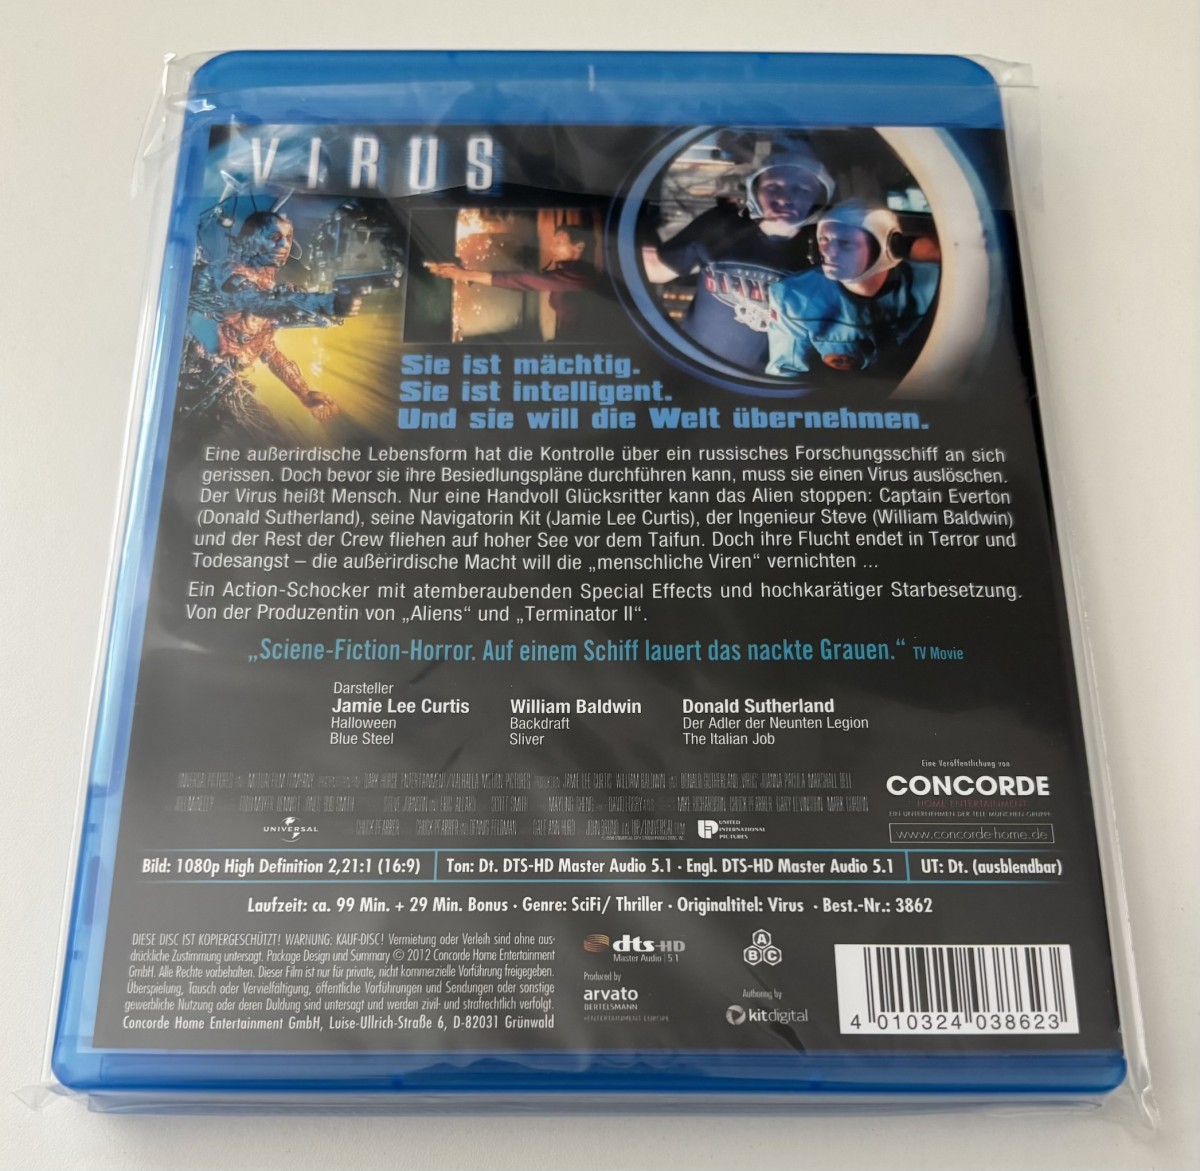 VIRUS
Sie ist mächtig.
Sie ist intelligent.
Und sie will die Welt übernehmen.
Eine außerirdische Lebensform hat die Kontrolle über ein russisches Forschungsschiff an sich
gerissen. Doch bevor sie ihre Besiedlungspläne durchführen kann, muss sie einen Virus auslöschen.
Der Virus heißt Mensch. Nur eine Handvoll Glücksritter kann das Alien stoppen: Captain Everton
(Donald Sutherland), seine Navigatorin Kit (Jamie Lee Curtis), der Ingenieur Steve (William Baldwin)
und der Rest der Crew fliehen auf hoher See vor dem Taifun. Doch ihre Flucht endet in Terror und
Todesangst – die außerirdische Macht will die „menschliche Viren“ vernichten ...
Ein Action-Schocker mit atemberaubenden Special Effects und hochkarätiger Starbesetzung.
Von der Produzentin von „Aliens“ und „Terminator II“.
„Sciene-Fiction-Horror. Auf einem Schiff lauert das nackte Grauen.“ TV Movie
Darsteller
Jamie Lee Curtis William Baldwin Donald Sutherland
Halloween Backdraft Der Adler der Neunten Legion
Blue Steel Sliver The Italian Job
Eine Veröffentlichung von
CONCORDE
HOME ENTERTAINMENT
EIN UNTERNEHMEN DER TELE MÜNCHEN GRUPPE
www.concorde-home.de
UNIVERSAL
UNITED
INTERNATIONAL
PICTURES
Bild: 1080p High Definition 2,21:1 (16:9) Ton: Dt. DTS-HD Master Audio 5.1 · Engl. DTS-HD Master Audio 5.1 UT: Dt. (ausblendbar)
Laufzeit: ca. 99 Min. + 29 Min. Bonus · Genre: SciFi/ Thriller · Originaltitel: Virus · Best.-Nr.: 3862
DIESE DISC IST KOPIERGESCHÜTZT! WARNUNG: KAUF-DISC! Vermietung oder Verleih sind ohne aus-
drückliche Zustimmung untersagt. Package Design und Summary © 2012 Concorde Home Entertainment
GmbH. Alle Rechte vorbehalten. Dieser Film ist nur für private, nicht kommerzielle Vorführung freigegeben.
Überspielung, Tausch oder Vervielfältigung, öffentliche Vorführungen und Sendungen oder sonstige
gewerbliche Nutzung oder deren Duldung sind untersagt und werden zivil- und strafrechtlich verfolgt.
Concorde Home Entertainment GmbH, Luise-Ullrich-Straße 6, D-82031 Grünwald
dts-HD
Master Audio | 5.1
Produced by
arvato
BERTELSMANN
ENTERTAINMENT EUROPE
A
B C
Authoring by
kitdigital
4 010324 038623